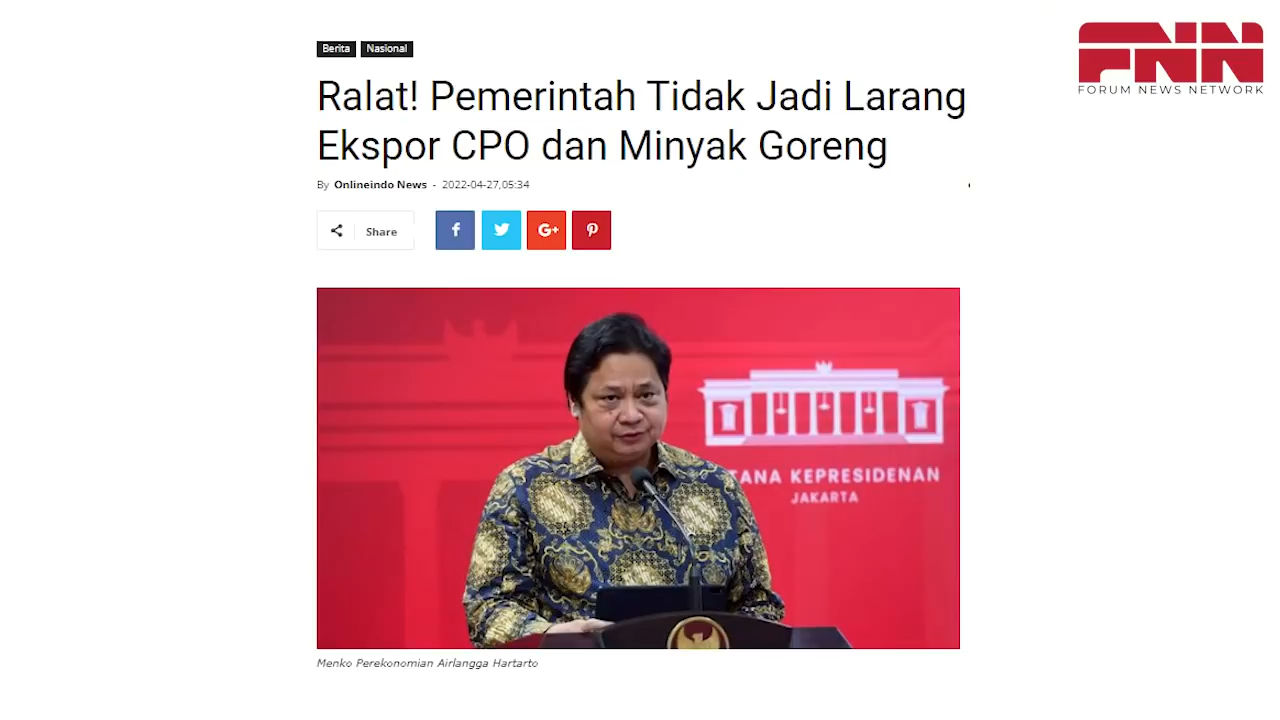 Berita Nasional
Ralat! Pemerintah Tidak Jadi Larang
Ekspor CPO dan Minyak Goreng
By Onlineindo News - 2022-04-27,05:34
Share
f G+
FNN
FORUM NEWS NETWORK
TANA KEPRESIDENAN
JAKARTA
Menko Perekonomian Airlangga Hartarto